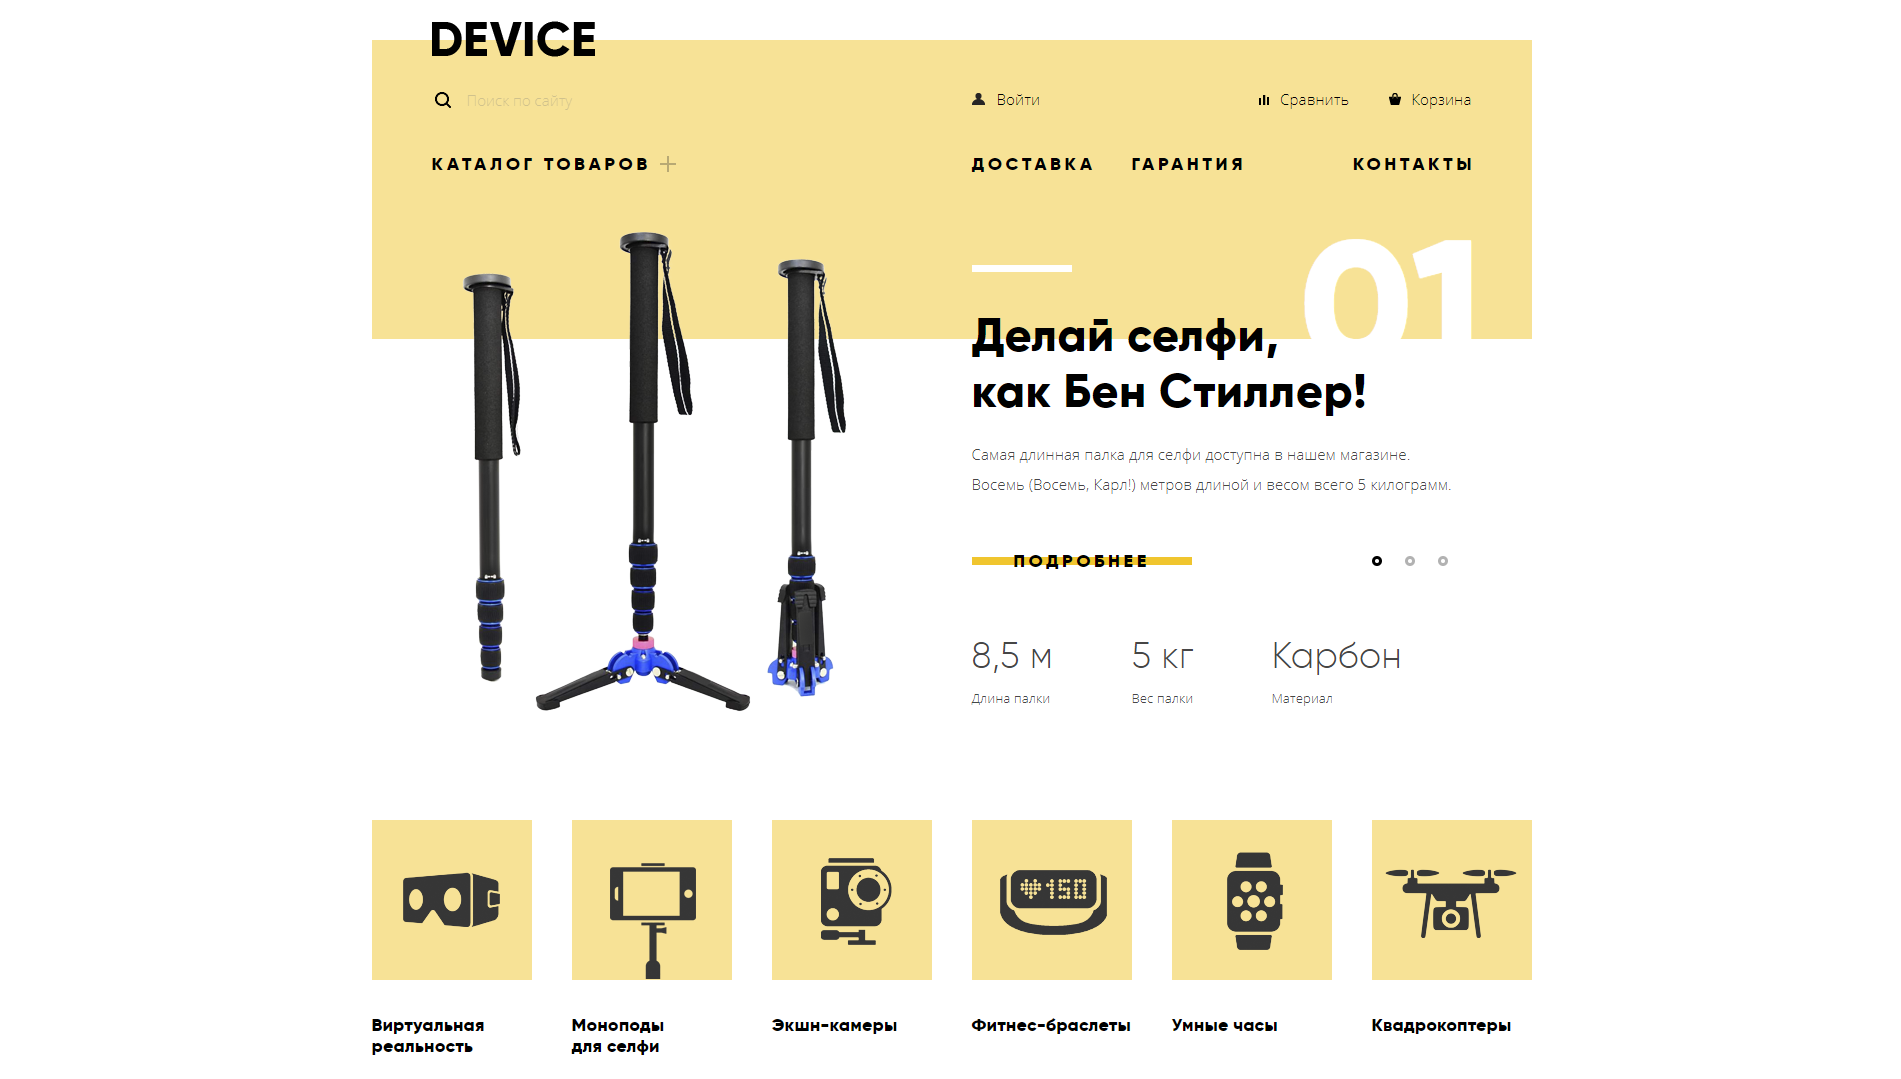 DEVICE
Поиск по сайту
Войти
Сравнить
Корзина
КАТАЛОГ ТОВАРОВ
ДОСТАВКА
ГАРАНТИЯ
КОНТАКТЫ
01
Делай селфи,
как Бен Стиллер!
Самая длинная палка для селфи доступна в нашем магазине.
Восемь (Восемь, Карл!) метров длиной и весом всего 5 килограмм.
ПОДРОБНЕЕ
8,5 м
5 кг
Карбон
Длина палки
Вес палки
Материал
150
Виртуальная
реальность
Моноподы
для селфи
Экшн-камеры
Фитнес-браслеты
Умные часы
Квадрокоптеры